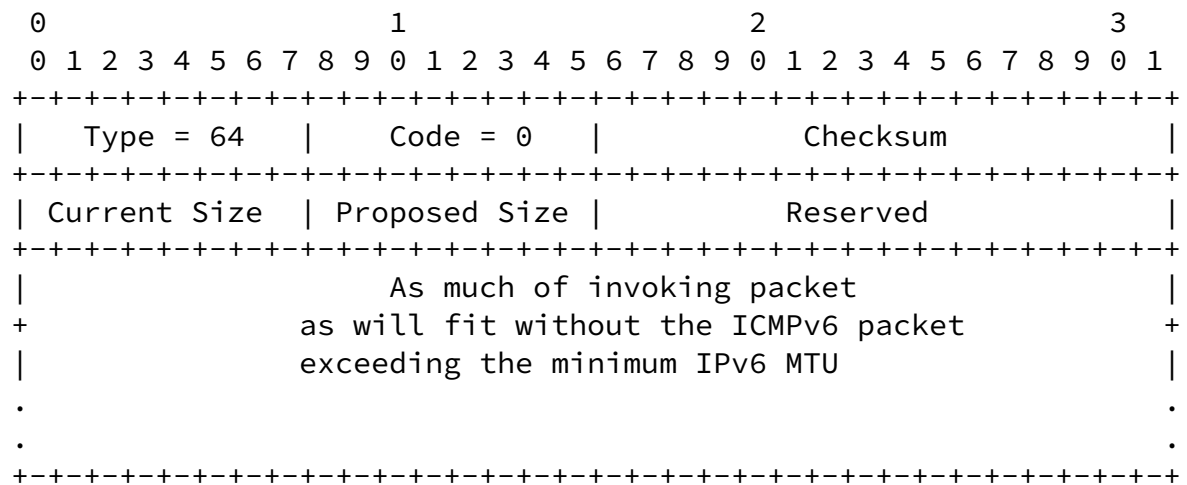 0                   1                   2                   3
0 1 2 3 4 5 6 7 8 9 0 1 2 3 4 5 6 7 8 9 0 1 2 3 4 5 6 7 8 9 0 1
+-+-+-+-+-+-+-+-+-+-+-+-+-+-+-+-+-+-+-+-+-+-+-+-+-+-+-+-+-+-+-+-+
|   Type = 64   |    Code = 0   |           Checksum            |
+-+-+-+-+-+-+-+-+-+-+-+-+-+-+-+-+-+-+-+-+-+-+-+-+-+-+-+-+-+-+-+-+
| Current Size  | Proposed Size |          Reserved             |
+-+-+-+-+-+-+-+-+-+-+-+-+-+-+-+-+-+-+-+-+-+-+-+-+-+-+-+-+-+-+-+-+
|                    As much of invoking packet                 |
+               as will fit without the ICMPv6 packet           +
|               exceeding the minimum IPv6 MTU                  |
.                                                               .
.                                                               .
+-+-+-+-+-+-+-+-+-+-+-+-+-+-+-+-+-+-+-+-+-+-+-+-+-+-+-+-+-+-+-+-+